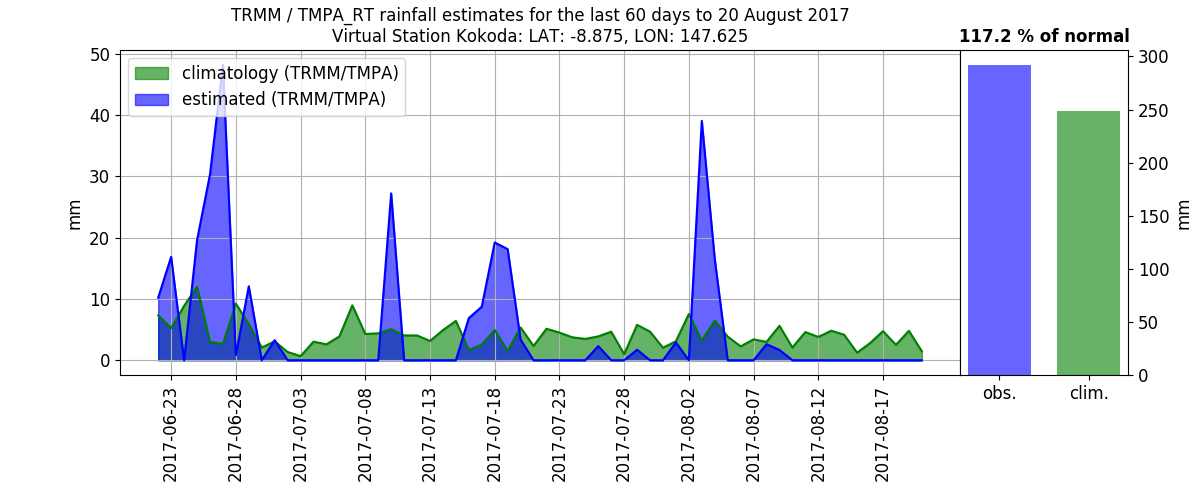 TRMM / TMPA_RT rainfall estimates for the last 60 days to 20 August 2017
Virtual Station Kokoda: LAT: -8.875, LON: 147.625
117.2 % of normal
climatology (TRMM/TMPA)
estimated (TRMM/TMPA)
50
40
30
20
10
0
mm
2017-06-23
2017-06-28
2017-07-03
2017-07-08
2017-07-13
2017-07-18
2017-07-23
2017-07-28
2017-08-02
2017-08-07
2017-08-12
2017-08-17
300
250
200
150
100
50
0
mm
obs.
clim.